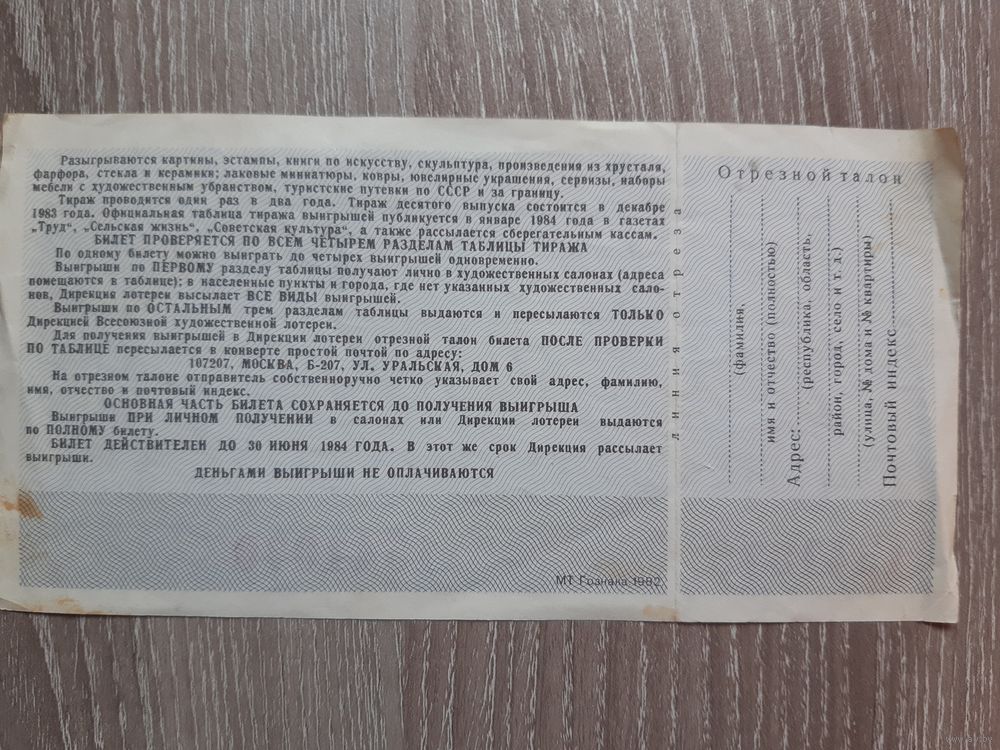 Разыгрываются картины, эстампы, книги по искусству, скульптура, произведения из хрусталя,
фарфора, стекла и керамики; лаковые миниатюры, ковры, ювелирные украшения, сервизы, наборы
мебели с художественным убранством, туристские путевки по СССР и за границу.
Тираж проводится один раз в два года. Тираж десятого выпуска состоится в декабре
1983 года. Официальная таблица тиража выигрышей публикуется в январе 1984 года в газетах
„Труд“, „Сельская жизнь“, „Советская культура“, а также рассылается сберегательным кассам.
БИЛЕТ ПРОВЕРЯЕТСЯ ПО ВСЕМ ЧЕТЫРЕМ РАЗДЕЛАМ ТАБЛИЦЫ ТИРАЖА
По одному билету можно выиграть до четырех выигрышей одновременно.
Выигрыши по ПЕРВОМУ разделу таблицы получают лично в художественных салонах (адреса
помещаются в таблице); в населенные пункты и города, где нет указанных художественных сало-
нов, Дирекция лотереи высылает ВСЕ ВИДЫ выигрышей.
Выигрыши по ОСТАЛЬНЫМ трем разделам таблицы выдаются и пересылаются ТОЛЬКО
Дирекцией Всесоюзной художественной лотереи.
Для получения выигрышей в Дирекции лотереи отрезной талон билета ПОСЛЕ ПРОВЕРКИ
ПО ТАБЛИЦЕ пересылается в конверте простой почтой по адресу:
107207, МОСКВА, Б-207, УЛ. УРАЛЬСКАЯ, ДОМ 6
На отрезном талоне отправитель собственноручно четко указывает свой адрес, фамилию,
имя, отчество и почтовый индекс.
ОСНОВНАЯ ЧАСТЬ БИЛЕТА СОХРАНЯЕТСЯ ДО ПОЛУЧЕНИЯ ВЫИГРЫША
Выигрыши ПРИ ЛИЧНОМ ПОЛУЧЕНИИ в салонах или Дирекции лотереи выдаются
по ПОЛНОМУ билету.
БИЛЕТ ДЕЙСТВИТЕЛЕН ДО 30 ИЮНЯ 1984 ГОДА. В этот же срок Дирекция рассылает
выигрыши.
ДЕНЬГАМИ ВЫИГРЫШИ НЕ ОПЛАЧИВАЮТСЯ
МТ Гознака 1982
линия отреза
Отрезной талон
(фамилия,
имя и отчество (полностью)
Адрес:
(республика, область,
район, город, село и т. д.)
(улица, № дома и № квартиры)
Почтовый индекс